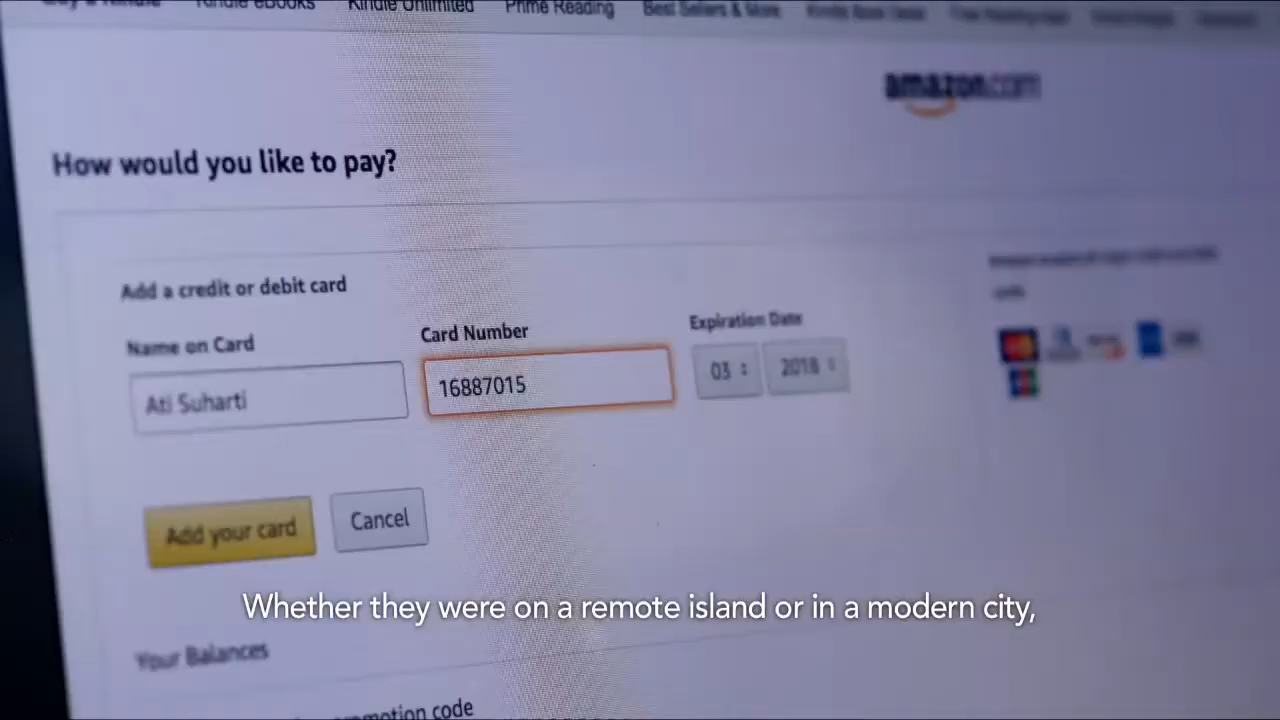 Kindle eBooks Kindle Unlimited Prime Reading Best Sellers & More
amazon.com
How would you like to pay?
Add a credit or debit card
Name on Card Card Number Expiration Date
Ati Suharti 16887015 03 2018
Add your card Cancel
Whether they were on a remote island or in a modern city,
Your Balances
code